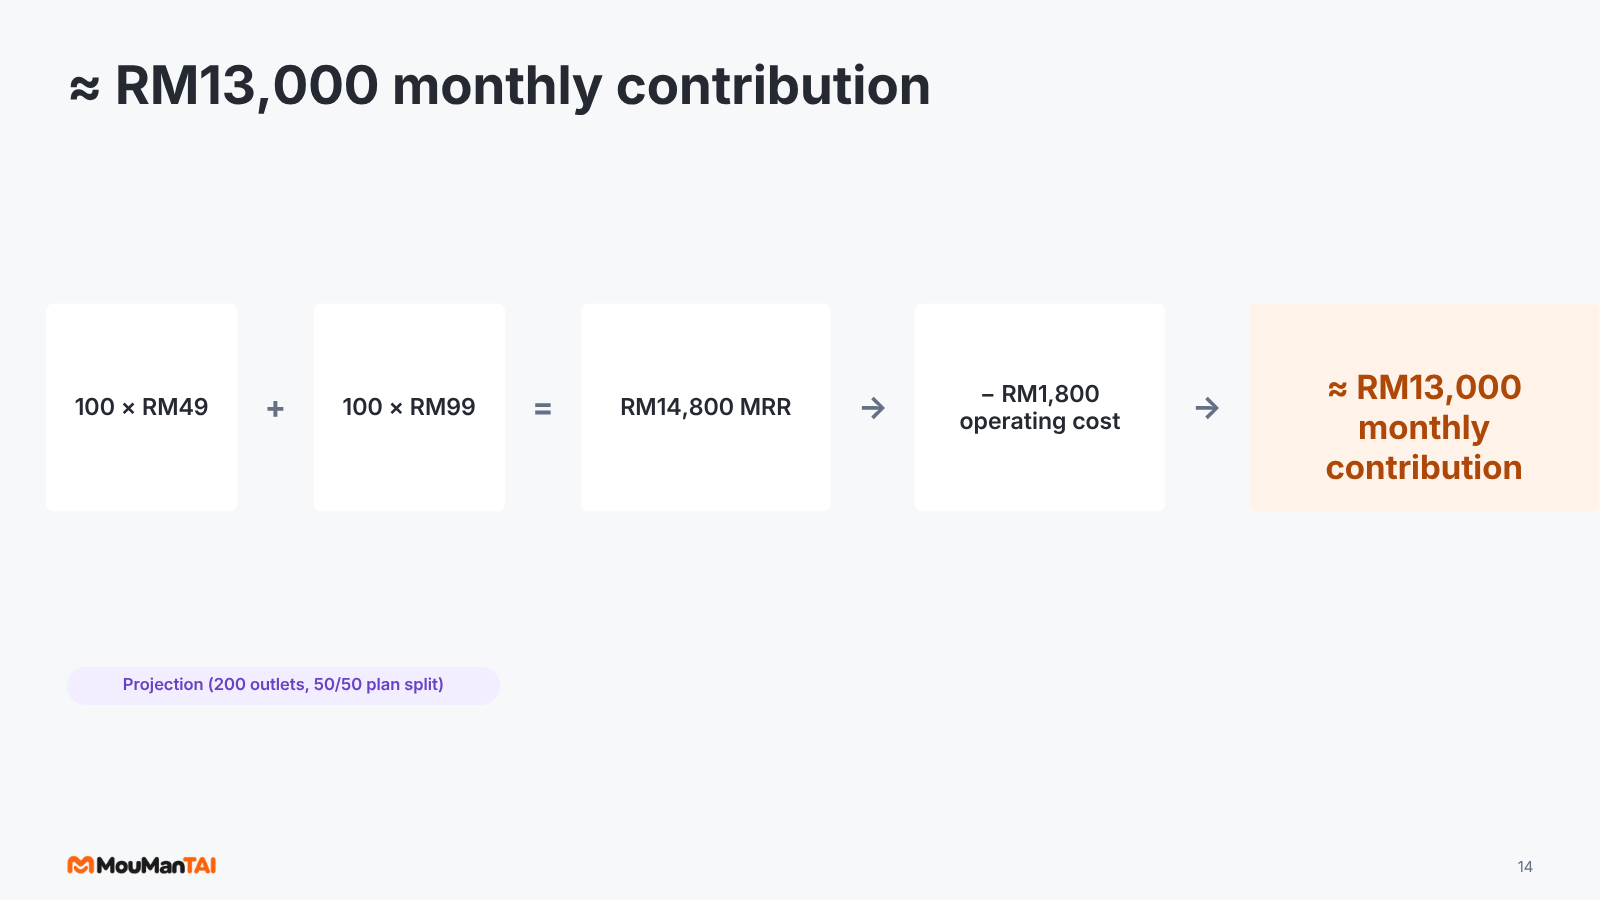 ≈ RM13,000 monthly contribution
100 × RM49
+
100 × RM99
=
RM14,800 MRR
→
− RM1,800
operating cost
→
≈ RM13,000
monthly
contribution
Projection (200 outlets, 50/50 plan split)
MouManTAI
14